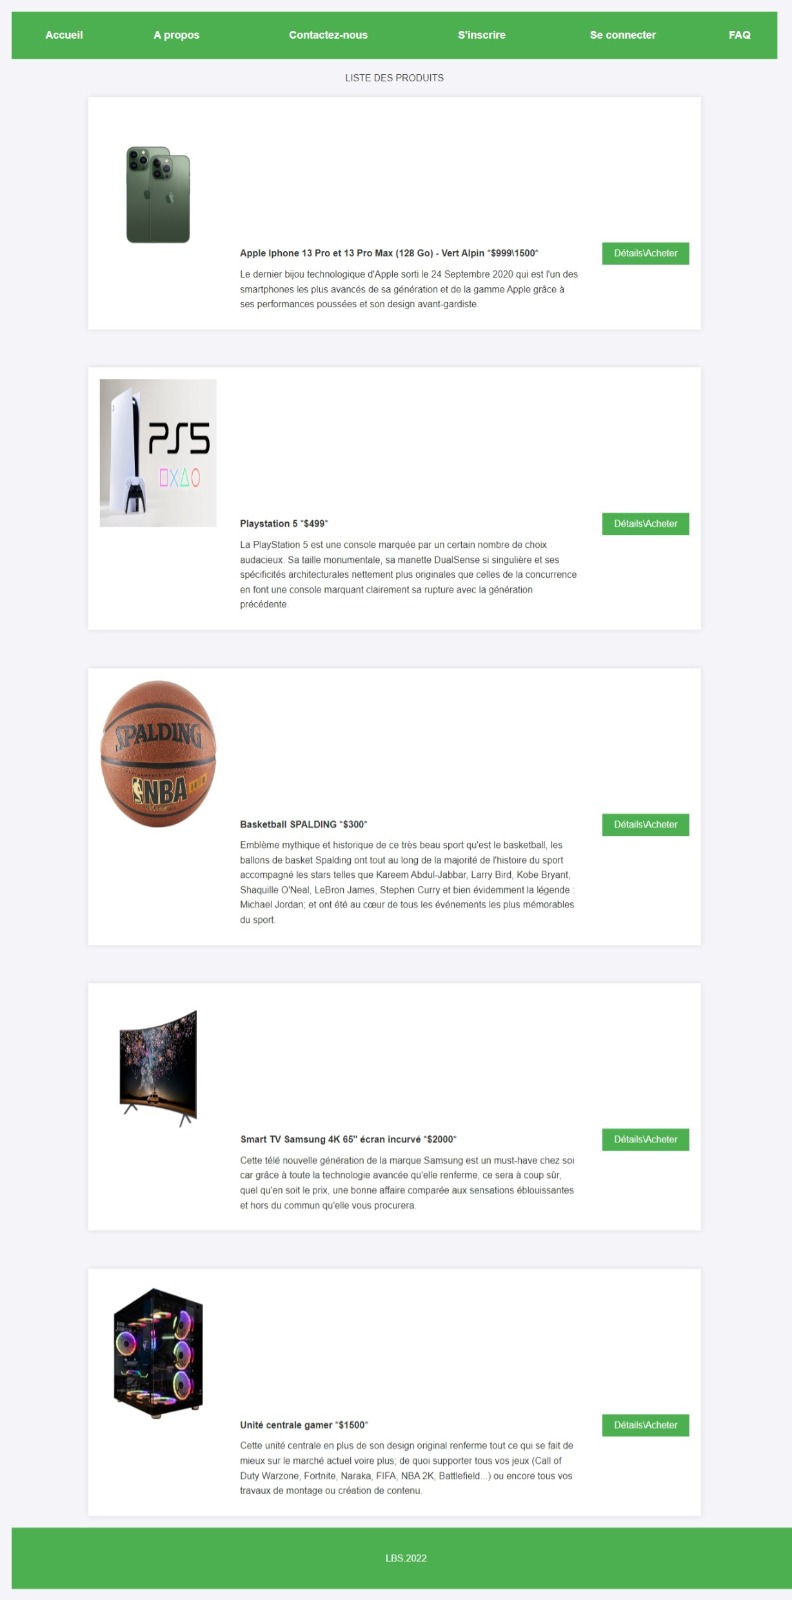 Accueil A propos Contactez-nous S'inscrire Se connecter FAQ
LISTE DES PRODUITS
Apple Iphone 13 Pro et 13 Pro Max (128 Go) - Vert Alpin "$999\1500" Détails\Acheter
Le dernier bijou technologique d'Apple sorti le 24 Septembre 2020 qui est l'un des
smartphones les plus avancés de sa génération et de la gamme Apple grâce à
ses performances poussées et son design avant-gardiste.
PS5
Playstation 5 "$499" Détails\Acheter
La PlayStation 5 est une console marquée par un certain nombre de choix
audacieux. Sa taille monumentale, sa manette DualSense si singulière et ses
spécificités architecturales nettement plus originales que celles de la concurrence
en font une console marquant clairement sa rupture avec la génération
précédente.
SPALDING
NBA
Basketball SPALDING "$300" Détails\Acheter
Emblème mythique et historique de ce très beau sport qu'est le basketball, les
ballons de basket Spalding ont tout au long de la majorité de l'histoire du sport
accompagné les stars telles que Kareem Abdul-Jabbar, Larry Bird, Kobe Bryant,
Shaquille O'Neal, LeBron James, Stephen Curry et bien évidemment la légende :
Michael Jordan; et ont été au cœur de tous les événements les plus mémorables
du sport.
Smart TV Samsung 4K 65" écran incurvé "$2000" Détails\Acheter
Cette télé nouvelle génération de la marque Samsung est un must-have chez soi
car grâce à toute la technologie avancée qu'elle renferme, ce sera à coup sûr,
quel qu'en soit le prix, une bonne affaire comparée aux sensations éblouissantes
et hors du commun qu'elle vous procurera.
Unité centrale gamer "$1500" Détails\Acheter
Cette unité centrale en plus de son design original renferme tout ce qui se fait de
mieux sur le marché actuel voire plus; de quoi supporter tous vos jeux (Call of
Duty Warzone, Fortnite, Naraka, FIFA, NBA 2K, Battlefield...) ou encore tous vos
travaux de montage ou création de contenu.
LBS.2022